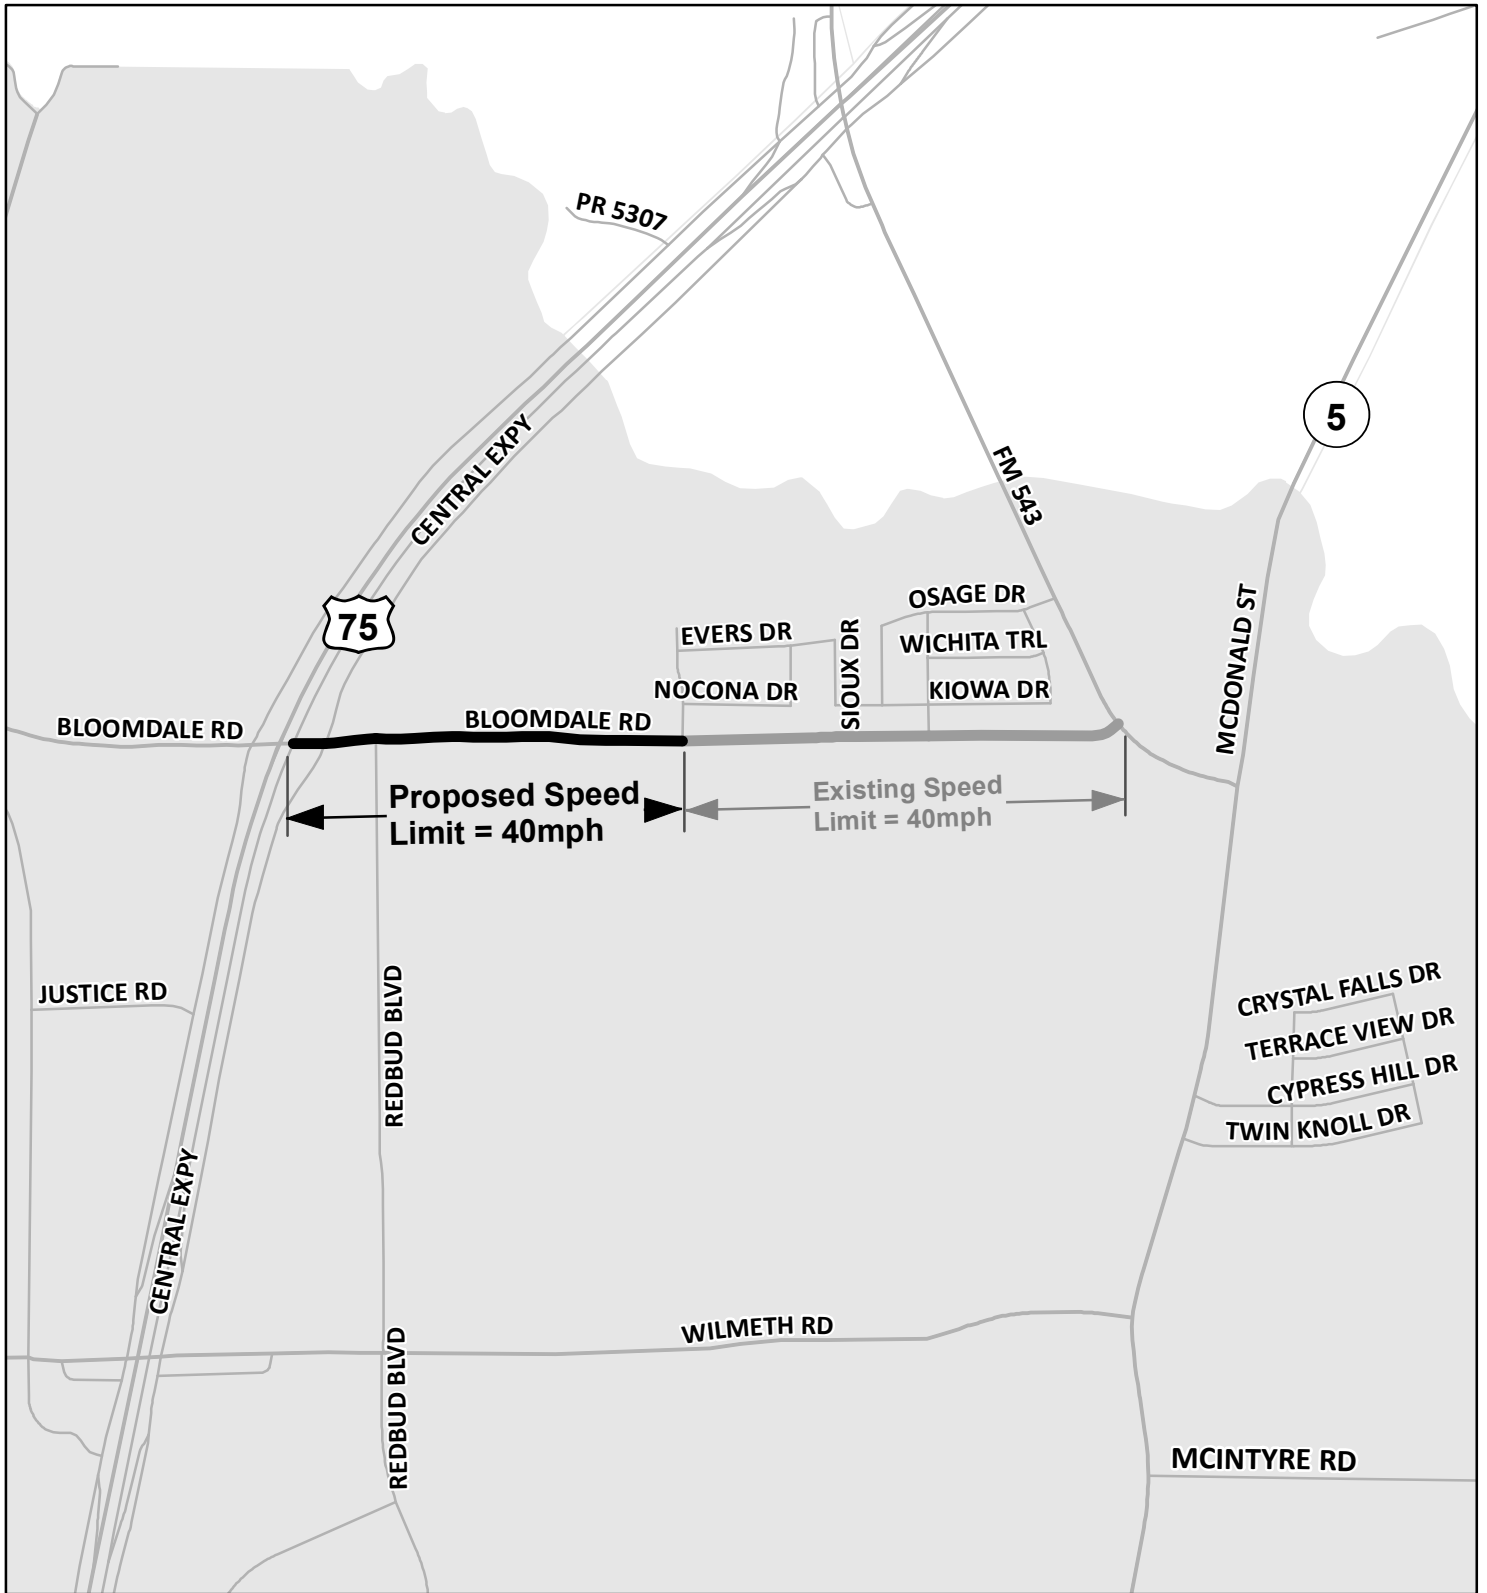 PR 5307
5
CENTRAL EXPY
FM 543
75
OSAGE DR
EVERS DR
SIOUX DR
WICHITA TRL
MCDONALD ST
NOCONA DR
KIOWA DR
BLOOMDALE RD
BLOOMDALE RD
Proposed Speed
Limit = 40mph
Existing Speed
Limit = 40mph
JUSTICE RD
REDBUD BLVD
CRYSTAL FALLS DR
TERRACE VIEW DR
CYPRESS HILL DR
TWIN KNOLL DR
CENTRAL EXPY
WILMETH RD
REDBUD BLVD
MCINTYRE RD